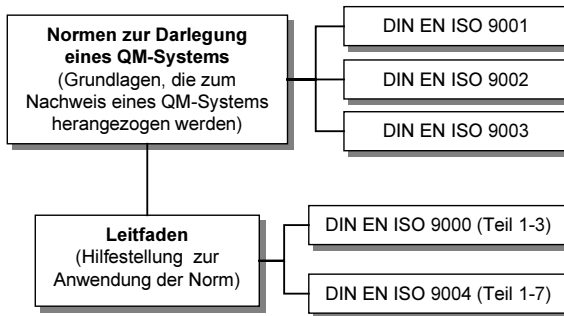 Normen zur Darlegung
eines QM-Systems
(Grundlagen, die zum
Nachweis eines QM-Systems
herangezogen werden)
DIN EN ISO 9001
DIN EN ISO 9002
DIN EN ISO 9003
Leitfaden
(Hilfestellung zur
Anwendung der Norm)
DIN EN ISO 9000 (Teil 1-3)
DIN EN ISO 9004 (Teil 1-7)